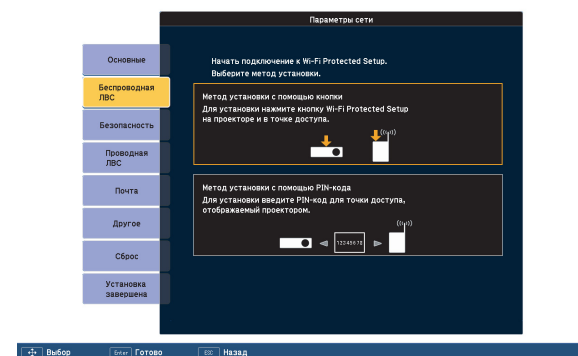 Параметры сети
Основные
Беспроводная
ЛВС
Безопасность
Проводная
ЛВС
Почта
Другое
Сброс
Установка
завершена
Начать подключение к Wi-Fi Protected Setup.
Выберите метод установки.
Метод установки с помощью кнопки
Для установки нажмите кнопку Wi-Fi Protected Setup
на проекторе и в точке доступа.
Метод установки с помощью PIN-кода
Для установки введите PIN-код для точки доступа,
отображаемый проектором.
12345678
Выбор Enter Готово ESC Назад